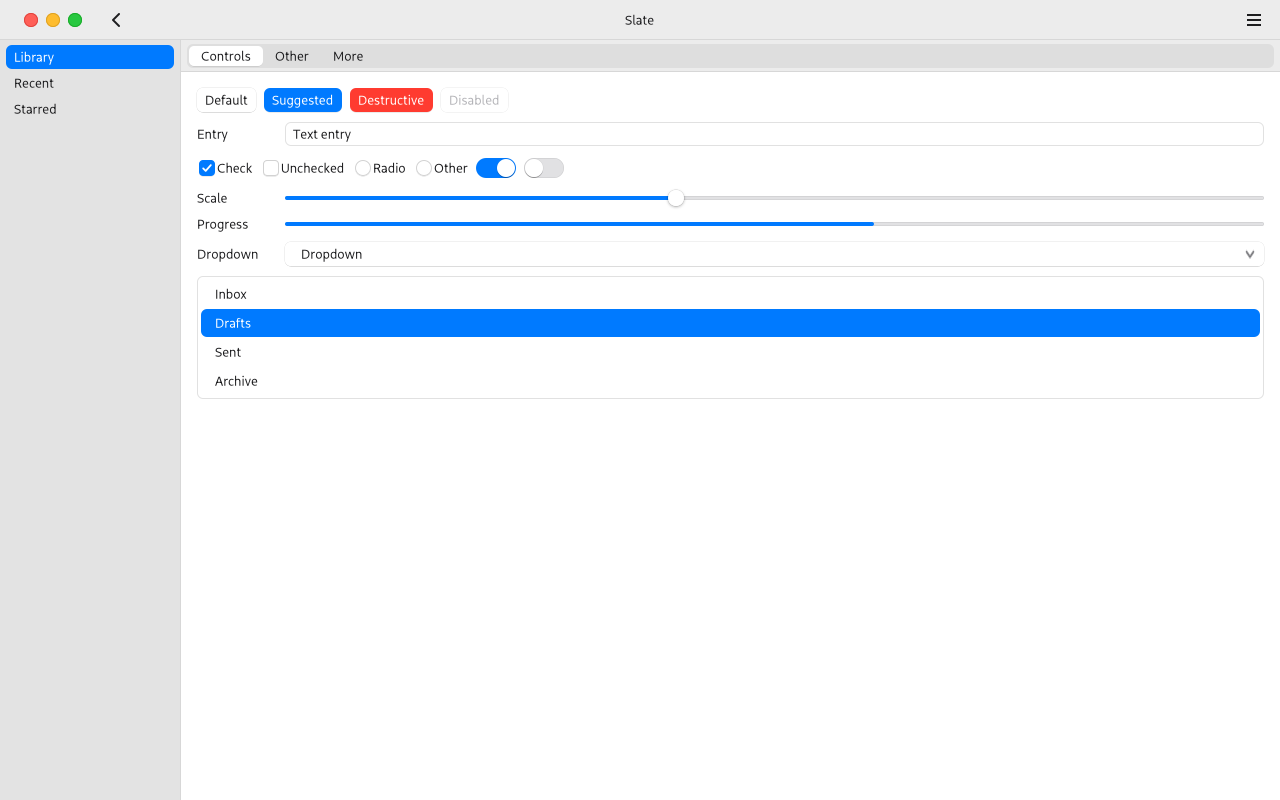 Slate
Library
Recent
Starred
Controls Other More
Default Suggested Destructive Disabled
Entry Text entry
Check Unchecked Radio Other
Scale
Progress
Dropdown Dropdown
Inbox
Drafts
Sent
Archive